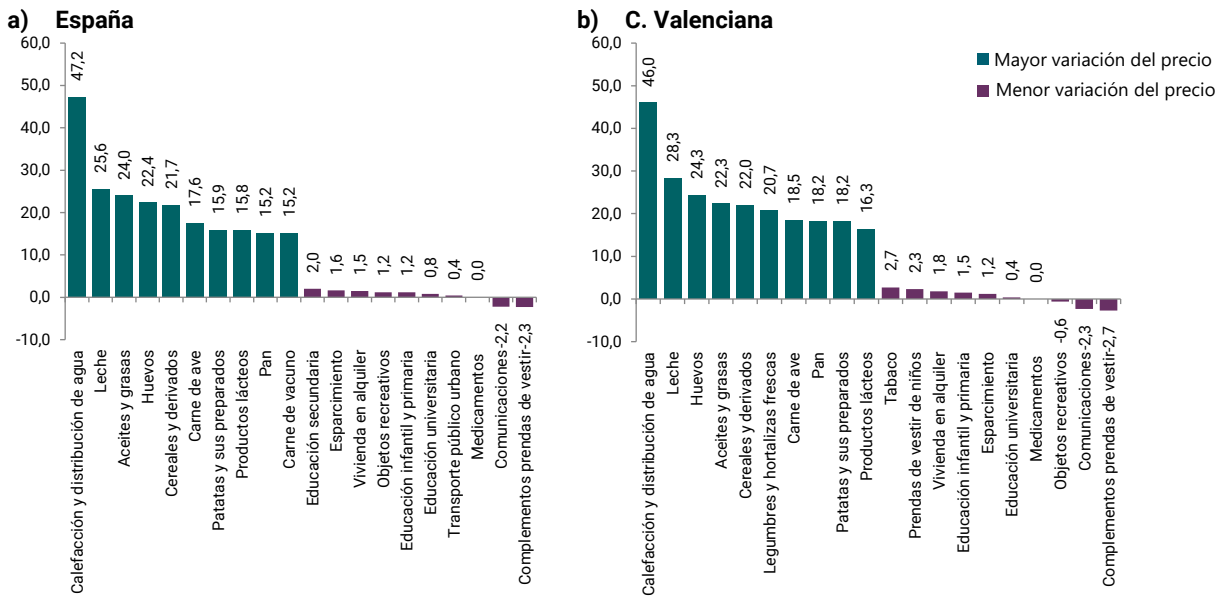 a) España
60,0
50,0
40,0
30,0
20,0
10,0
0,0
-10,0
47,2
25,6
24,0
22,4
21,7
17,6
15,9
15,8
15,2
15,2
2,0
1,6
1,5
1,2
1,2
0,8
0,4
0,0
-2,2
-2,3
Calefacción y distribución de agua
Leche
Aceites y grasas
Huevos
Cereales y derivados
Carne de ave
Patatas y sus preparados
Productos lácteos
Pan
Carne de vacuno
Educación secundaria
Esparcimiento
Vivienda en alquiler
Objetos recreativos
Educación infantil y primaria
Educación universitaria
Transporte público urbano
Medicamentos
Comunicaciones
Complementos prendas de vestir
b) C. Valenciana
Mayor variación del precio
Menor variación del precio
60,0
50,0
40,0
30,0
20,0
10,0
0,0
-10,0
46,0
28,3
24,3
22,3
22,0
20,7
18,5
18,2
18,2
16,3
2,7
2,3
1,8
1,5
1,2
0,4
0,0
-0,6
-2,3
-2,7
Calefacción y distribución de agua
Leche
Huevos
Aceites y grasas
Cereales y derivados
Legumbres y hortalizas frescas
Carne de ave
Pan
Patatas y sus preparados
Productos lácteos
Tabaco
Prendas de vestir de niños
Vivienda en alquiler
Educación infantil y primaria
Esparcimiento
Educación universitaria
Medicamentos
Objetos recreativos
Comunicaciones
Complementos prendas de vestir